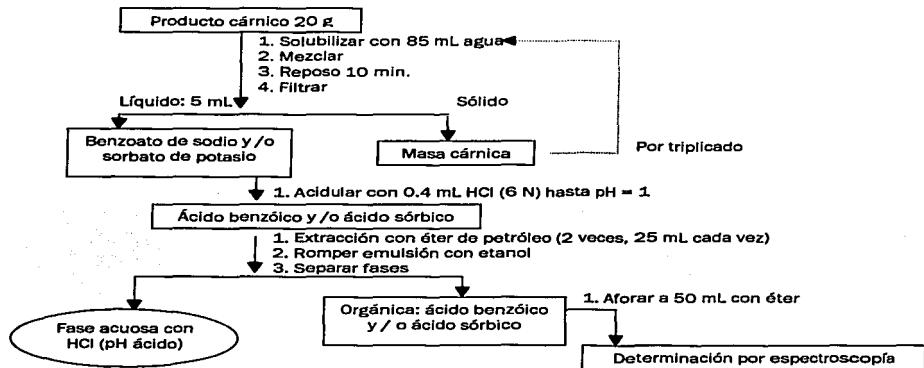 Producto cárnico 20 g
1. Solubilizar con 85 mL agua
2. Mezclar
3. Reposo 10 min.
4. Filtrar
Líquido: 5 mL
Sólido
Benzoato de sodio y /o
sorbato de potasio
Masa cárnica
Por triplicado
1. Acidular con 0.4 mL HCl (6 N) hasta pH = 1
Ácido benzóico y /o ácido sórbico
1. Extracción con éter de petróleo (2 veces, 25 mL cada vez)
2. Romper emulsión con etanol
3. Separar fases
Fase acuosa con
HCl (pH ácido)
Orgánica: ácido benzóico
y / o ácido sórbico
1. Aforar a 50 mL con éter
Determinación por espectroscopía